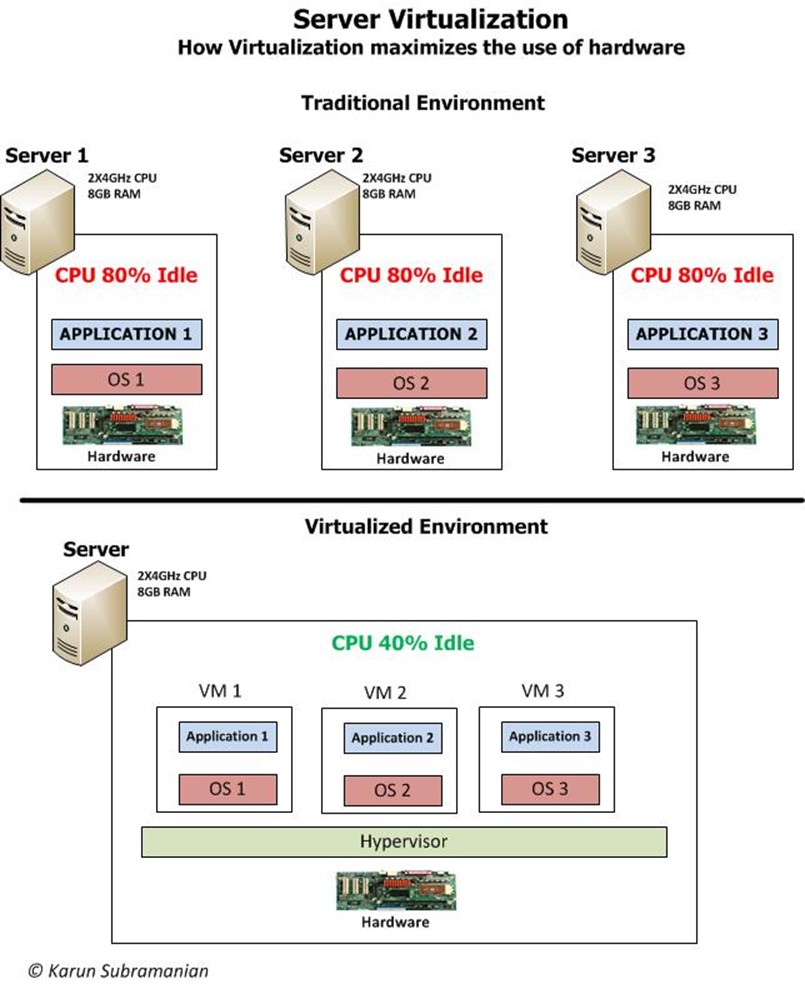 Server Virtualization
How Virtualization maximizes the use of hardware
Traditional Environment
Server 1
2X4GHz CPU
8GB RAM
CPU 80% Idle
APPLICATION 1
OS 1
Hardware
Server 2
2X4GHz CPU
8GB RAM
CPU 80% Idle
APPLICATION 2
OS 2
Hardware
Server 3
2X4GHz CPU
8GB RAM
CPU 80% Idle
APPLICATION 3
OS 3
Hardware
Virtualized Environment
Server
2X4GHz CPU
8GB RAM
CPU 40% Idle
VM 1
Application 1
OS 1
VM 2
Application 2
OS 2
VM 3
Application 3
OS 3
Hypervisor
Hardware
© Karun Subramanian